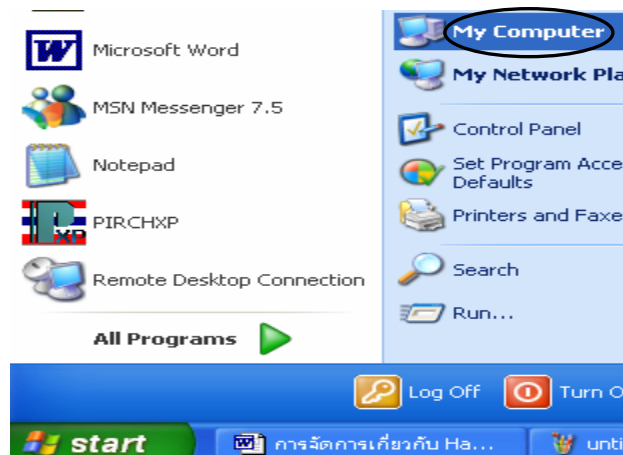 Microsoft Word
MSN Messenger 7.5
Notepad
PIRCHXP
Remote Desktop Connection
All Programs
My Computer
My Network Pla
Control Panel
Set Program Acce
Defaults
Printers and Faxe
Search
Run...
Log Off
Turn O
start
การจัดการเกี่ยวกับ Ha...
unti